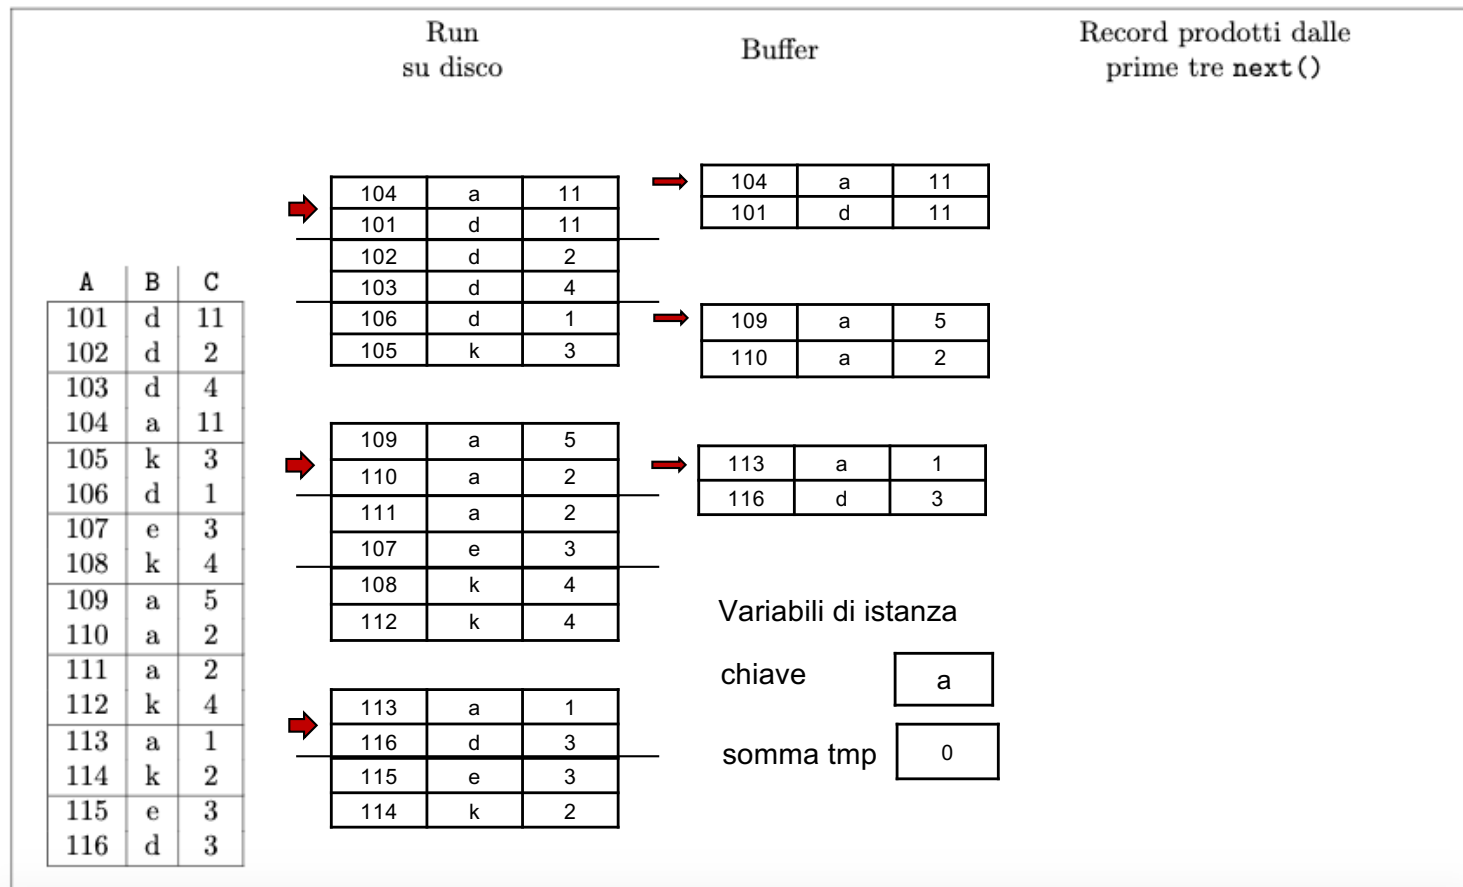 Run
su disco
Buffer
Record prodotti dalle
prime tre next()
A B C
101 d 11
102 d 2
103 d 4
104 a 11
105 k 3
106 d 1
107 e 3
108 k 4
109 a 5
110 a 2
111 a 2
112 k 4
113 a 1
114 k 2
115 e 3
116 d 3
104 a 11
101 d 11
102 d 2
103 d 4
106 d 1
105 k 3
109 a 5
110 a 2
111 a 2
107 e 3
108 k 4
112 k 4
113 a 1
116 d 3
115 e 3
114 k 2
104 a 11
101 d 11
109 a 5
110 a 2
113 a 1
116 d 3
Variabili di istanza
chiave a
somma tmp 0